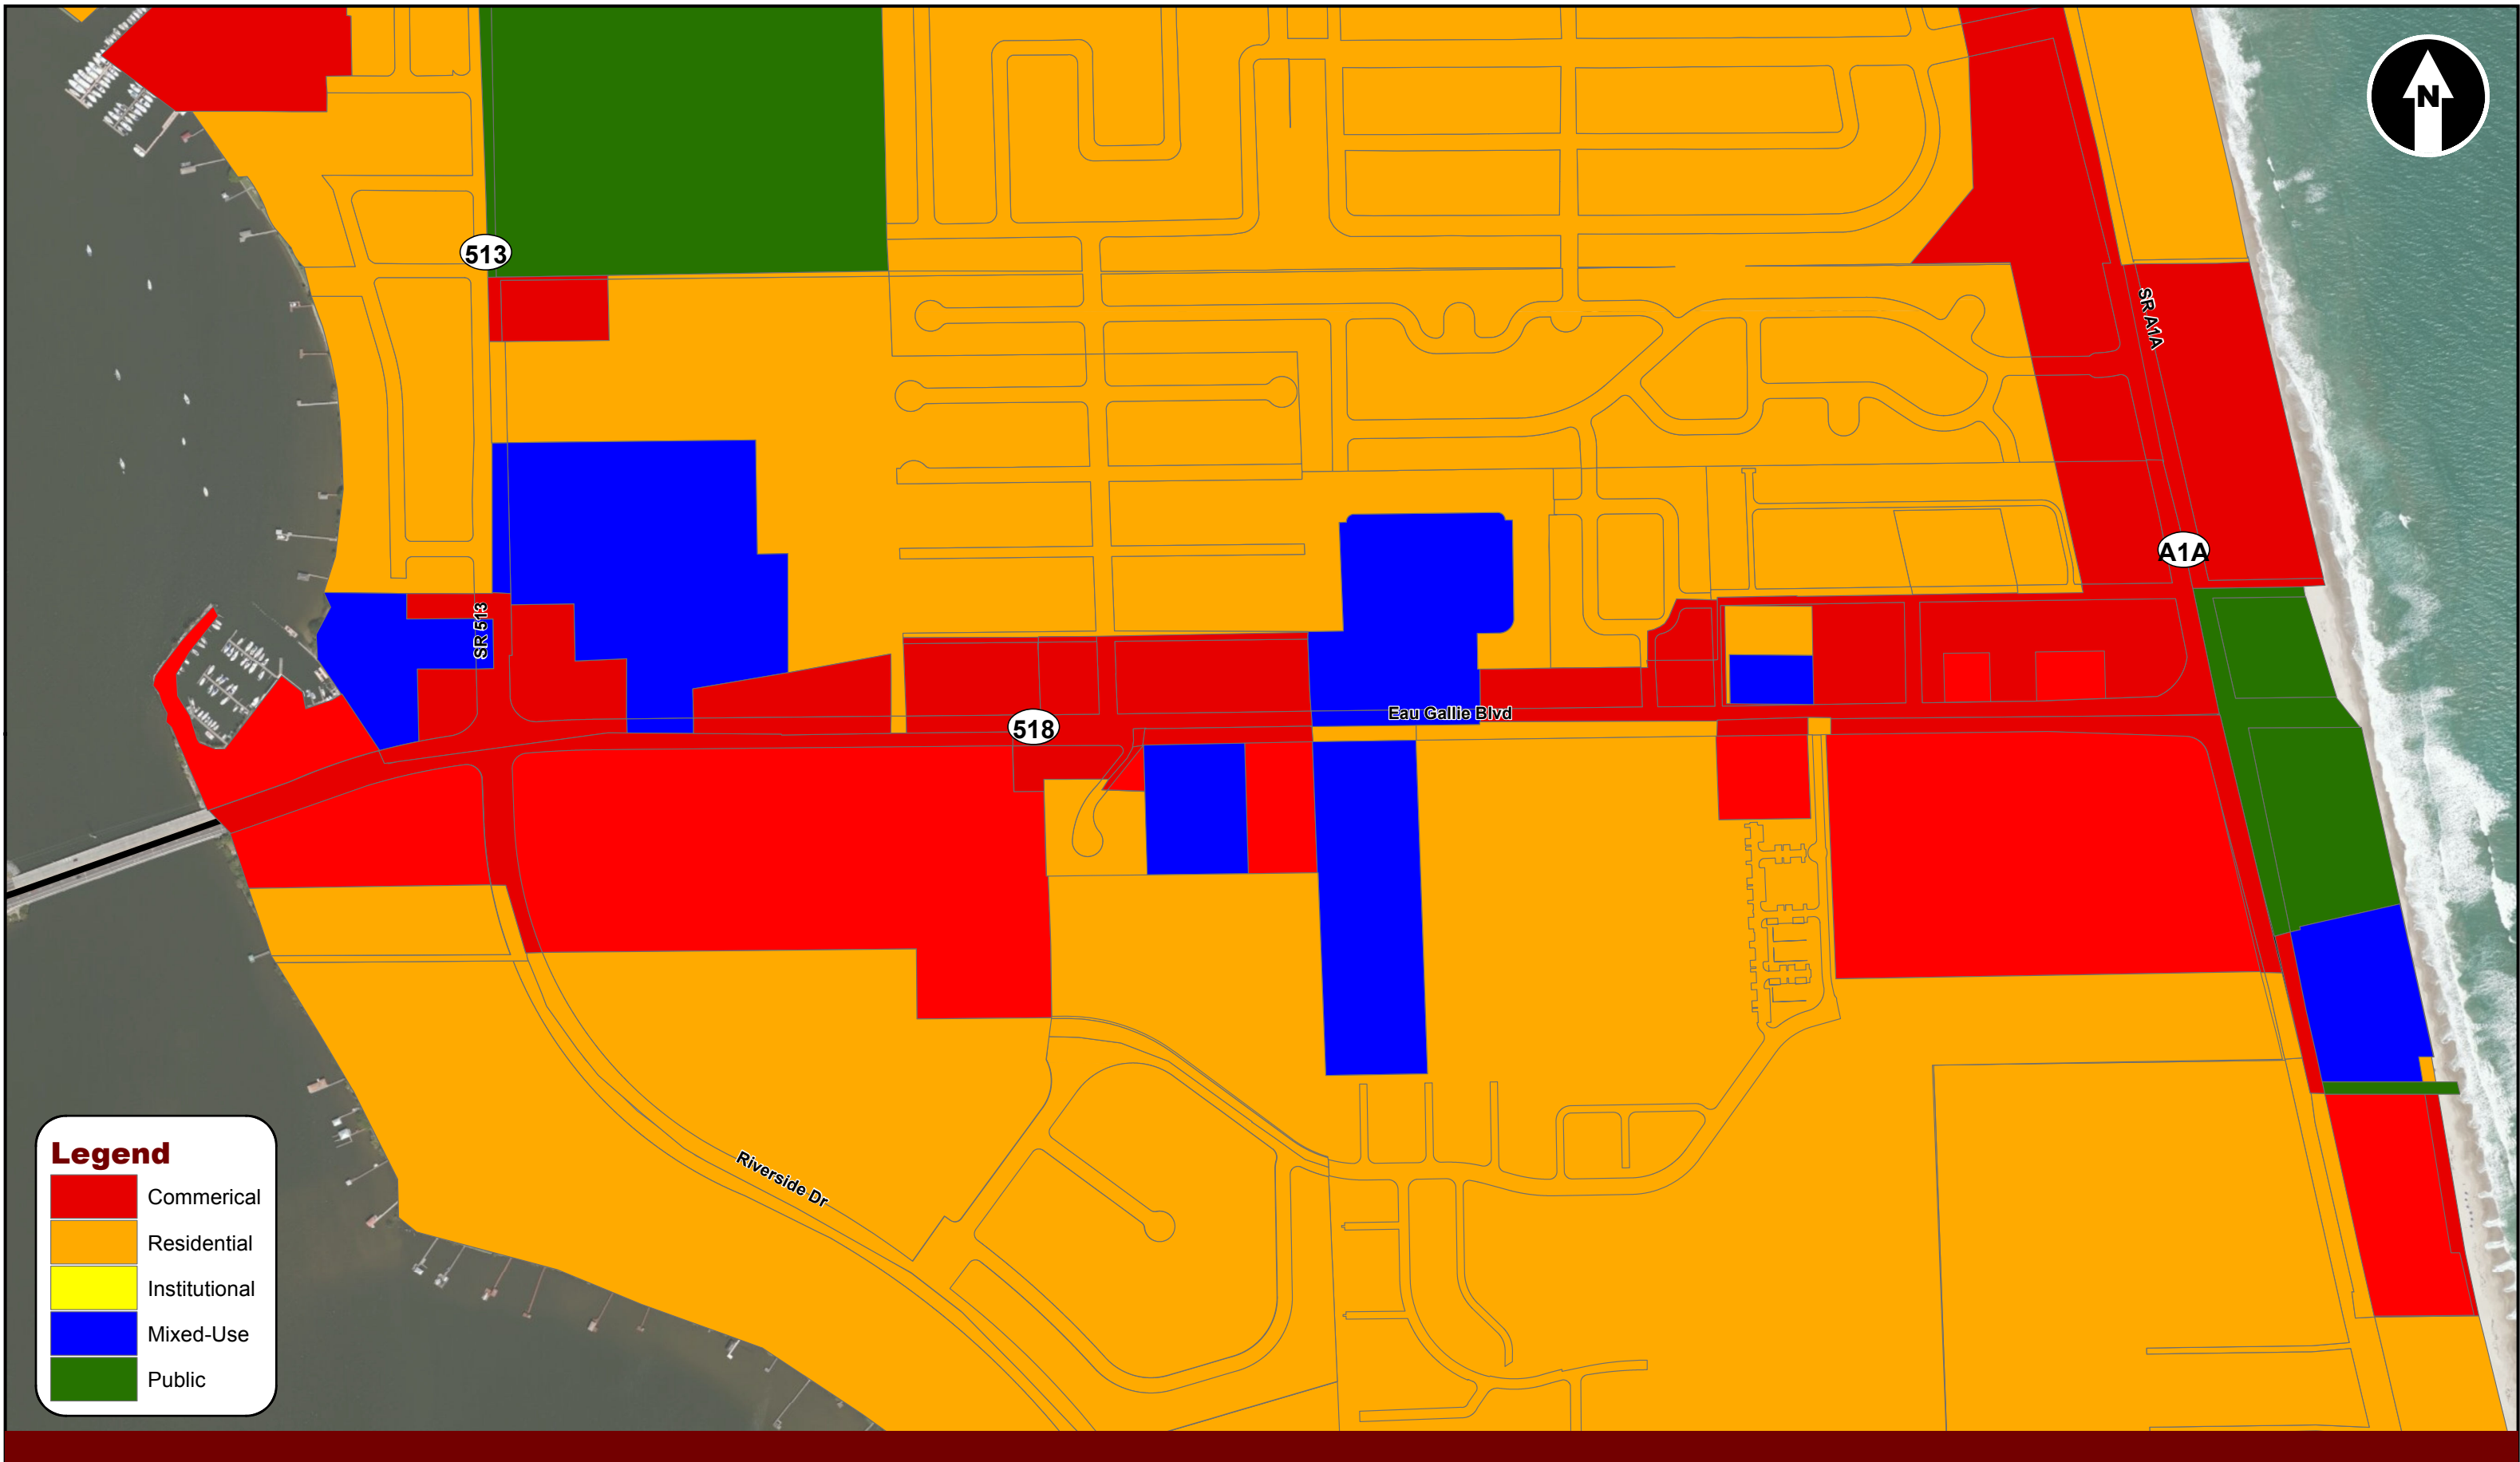 N
513
SR A1A
A1A
SR 513
Eau Gallie Blvd
518
Riverside Dr
Legend
Commerical
Residential
Institutional
Mixed-Use
Public